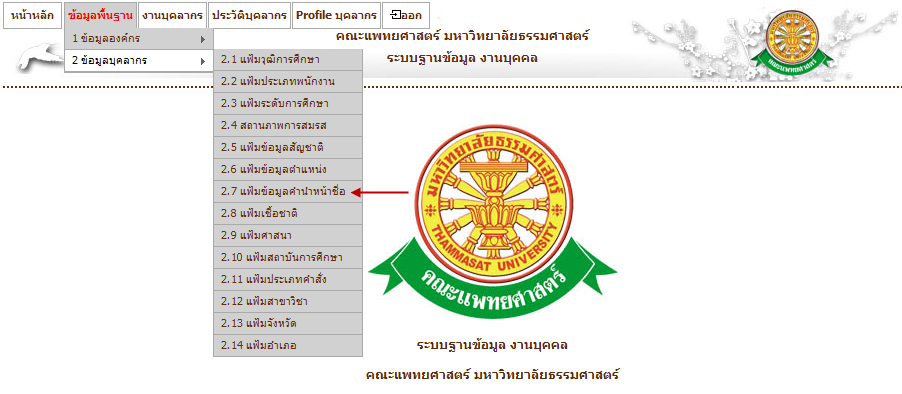 หน้าหลัก ข้อมูลพื้นฐาน งานบุคลากร ประวัติบุคลากร Profile บุคลากร ออก
คณะแพทยศาสตร์ มหาวิทยาลัยธรรมศาสตร์
ระบบฐานข้อมูล งานบุคคล
1 ข้อมูลองค์กร
2 ข้อมูลบุคลากร
2.1 แฟ้มวุฒิการศึกษา
2.2 แฟ้มประเภทพนักงาน
2.3 แฟ้มระดับการศึกษา
2.4 สถานภาพการสมรส
2.5 แฟ้มข้อมูลสัญชาติ
2.6 แฟ้มข้อมูลตำแหน่ง
2.7 แฟ้มข้อมูลคำนำหน้าชื่อ
2.8 แฟ้มเชื้อชาติ
2.9 แฟ้มศาสนา
2.10 แฟ้มสถาบันการศึกษา
2.11 แฟ้มประเภทคำสั่ง
2.12 แฟ้มสาขาวิชา
2.13 แฟ้มจังหวัด
2.14 แฟ้มอำเภอ
มหาวิทยาลัยธรรมศาสตร์
THAMMASAT UNIVERSITY
คณะแพทยศาสตร์
ระบบฐานข้อมูล งานบุคคล
คณะแพทยศาสตร์ มหาวิทยาลัยธรรมศาสตร์